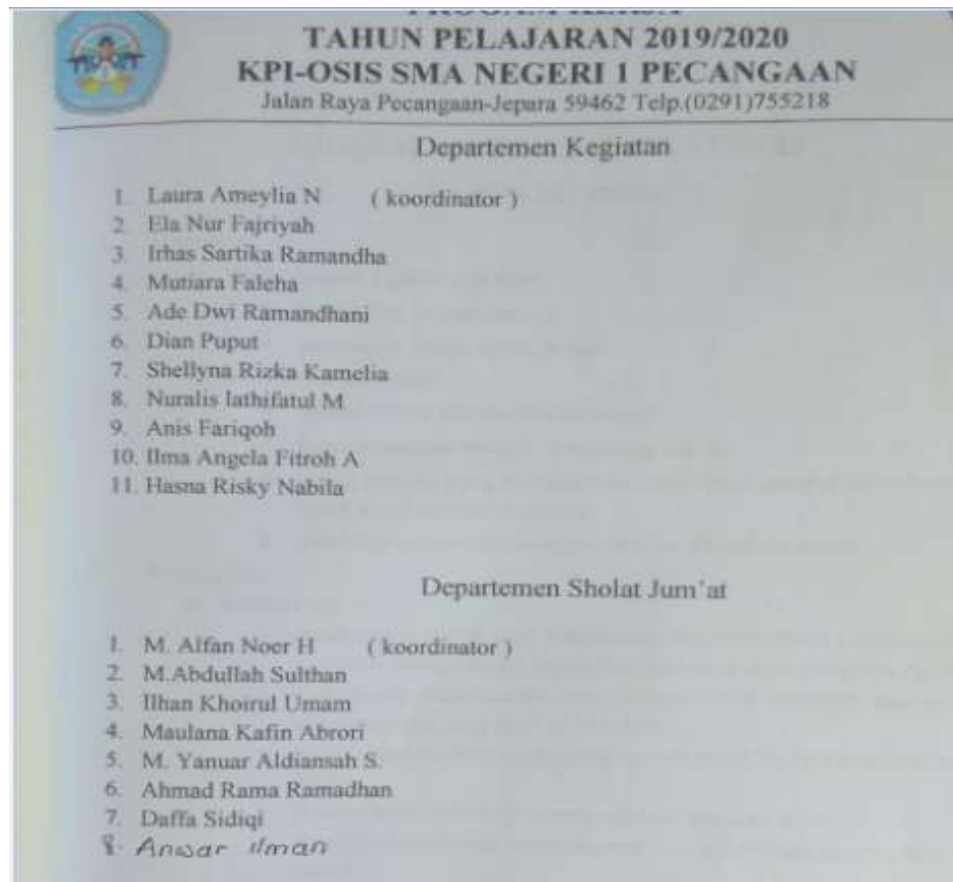 TAHUN PELAJARAN 2019/2020
KPI-OSIS SMA NEGERI 1 PECANGAAN
Jalan Raya Pecangaan-Jepara 59462 Telp.(0291)755218
Departemen Kegiatan
1. Laura Ameylia N ( koordinator )
2. Ela Nur Fajriyah
3. Irhas Sartika Ramandha
4. Mutiara Faleha
5. Ade Dwi Ramandhani
6. Dian Puput
7. Shellyna Rizka Kamelia
8. Nuralis lathifatul M
9. Anis Fariqoh
10. Ilma Angela Fitroh A
11. Hasna Risky Nabila
Departemen Sholat Jum'at
1. M. Alfan Noer H ( koordinator )
2. M.Abdullah Sulthan
3. Ilhan Khoirul Umam
4. Maulana Kafin Abrori
5. M. Yanuar Aldiansah S.
6. Ahmad Rama Ramadhan
7. Daffa Sidiqi
8. Anwar ilman